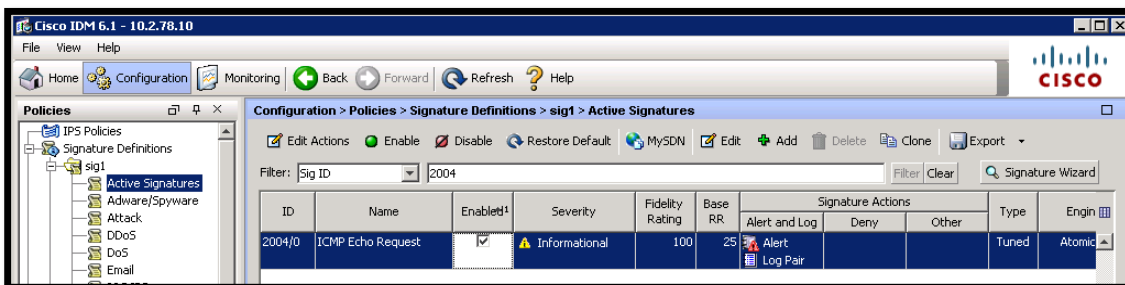 Cisco IDM 6.1 - 10.2.78.10
File View Help
Home Configuration Monitoring Back Forward Refresh Help
CISCO
Policies
IPS Policies
Signature Definitions
sig1
Active Signatures
Adware/Spyware
Attack
DDoS
DoS
Email
Configuration > Policies > Signature Definitions > sig1 > Active Signatures
Edit Actions Enable Disable Restore Default MySDN Edit Add Delete Clone Export
Filter: Sig ID 2004 Filter Clear Signature Wizard
ID Name Enabled 1 Severity Fidelity Rating Base RR Signature Actions Type Engin
Alert and Log Deny Other
2004/0 ICMP Echo Request Informational 100 25 Alert Tuned Atomic
Log Pair